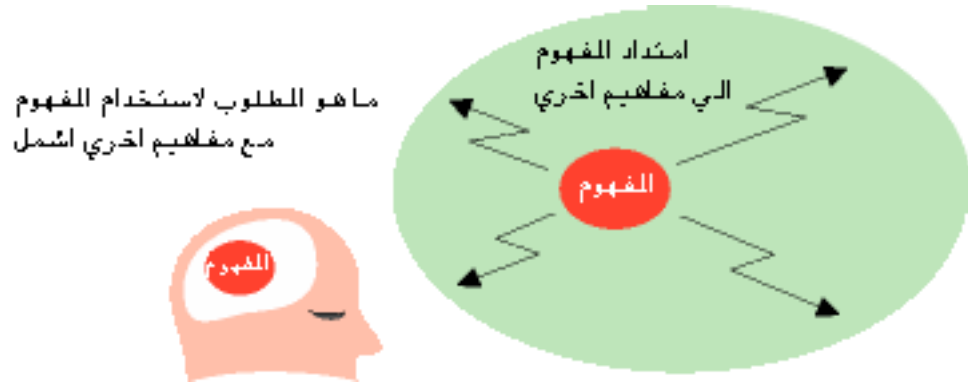 ما هو المطلوب لاستخدام المفهوم
مع مفاهيم اخري اشمل
امتداد المفهوم
الي مفاهيم اخري
المفهوم
المفهوم